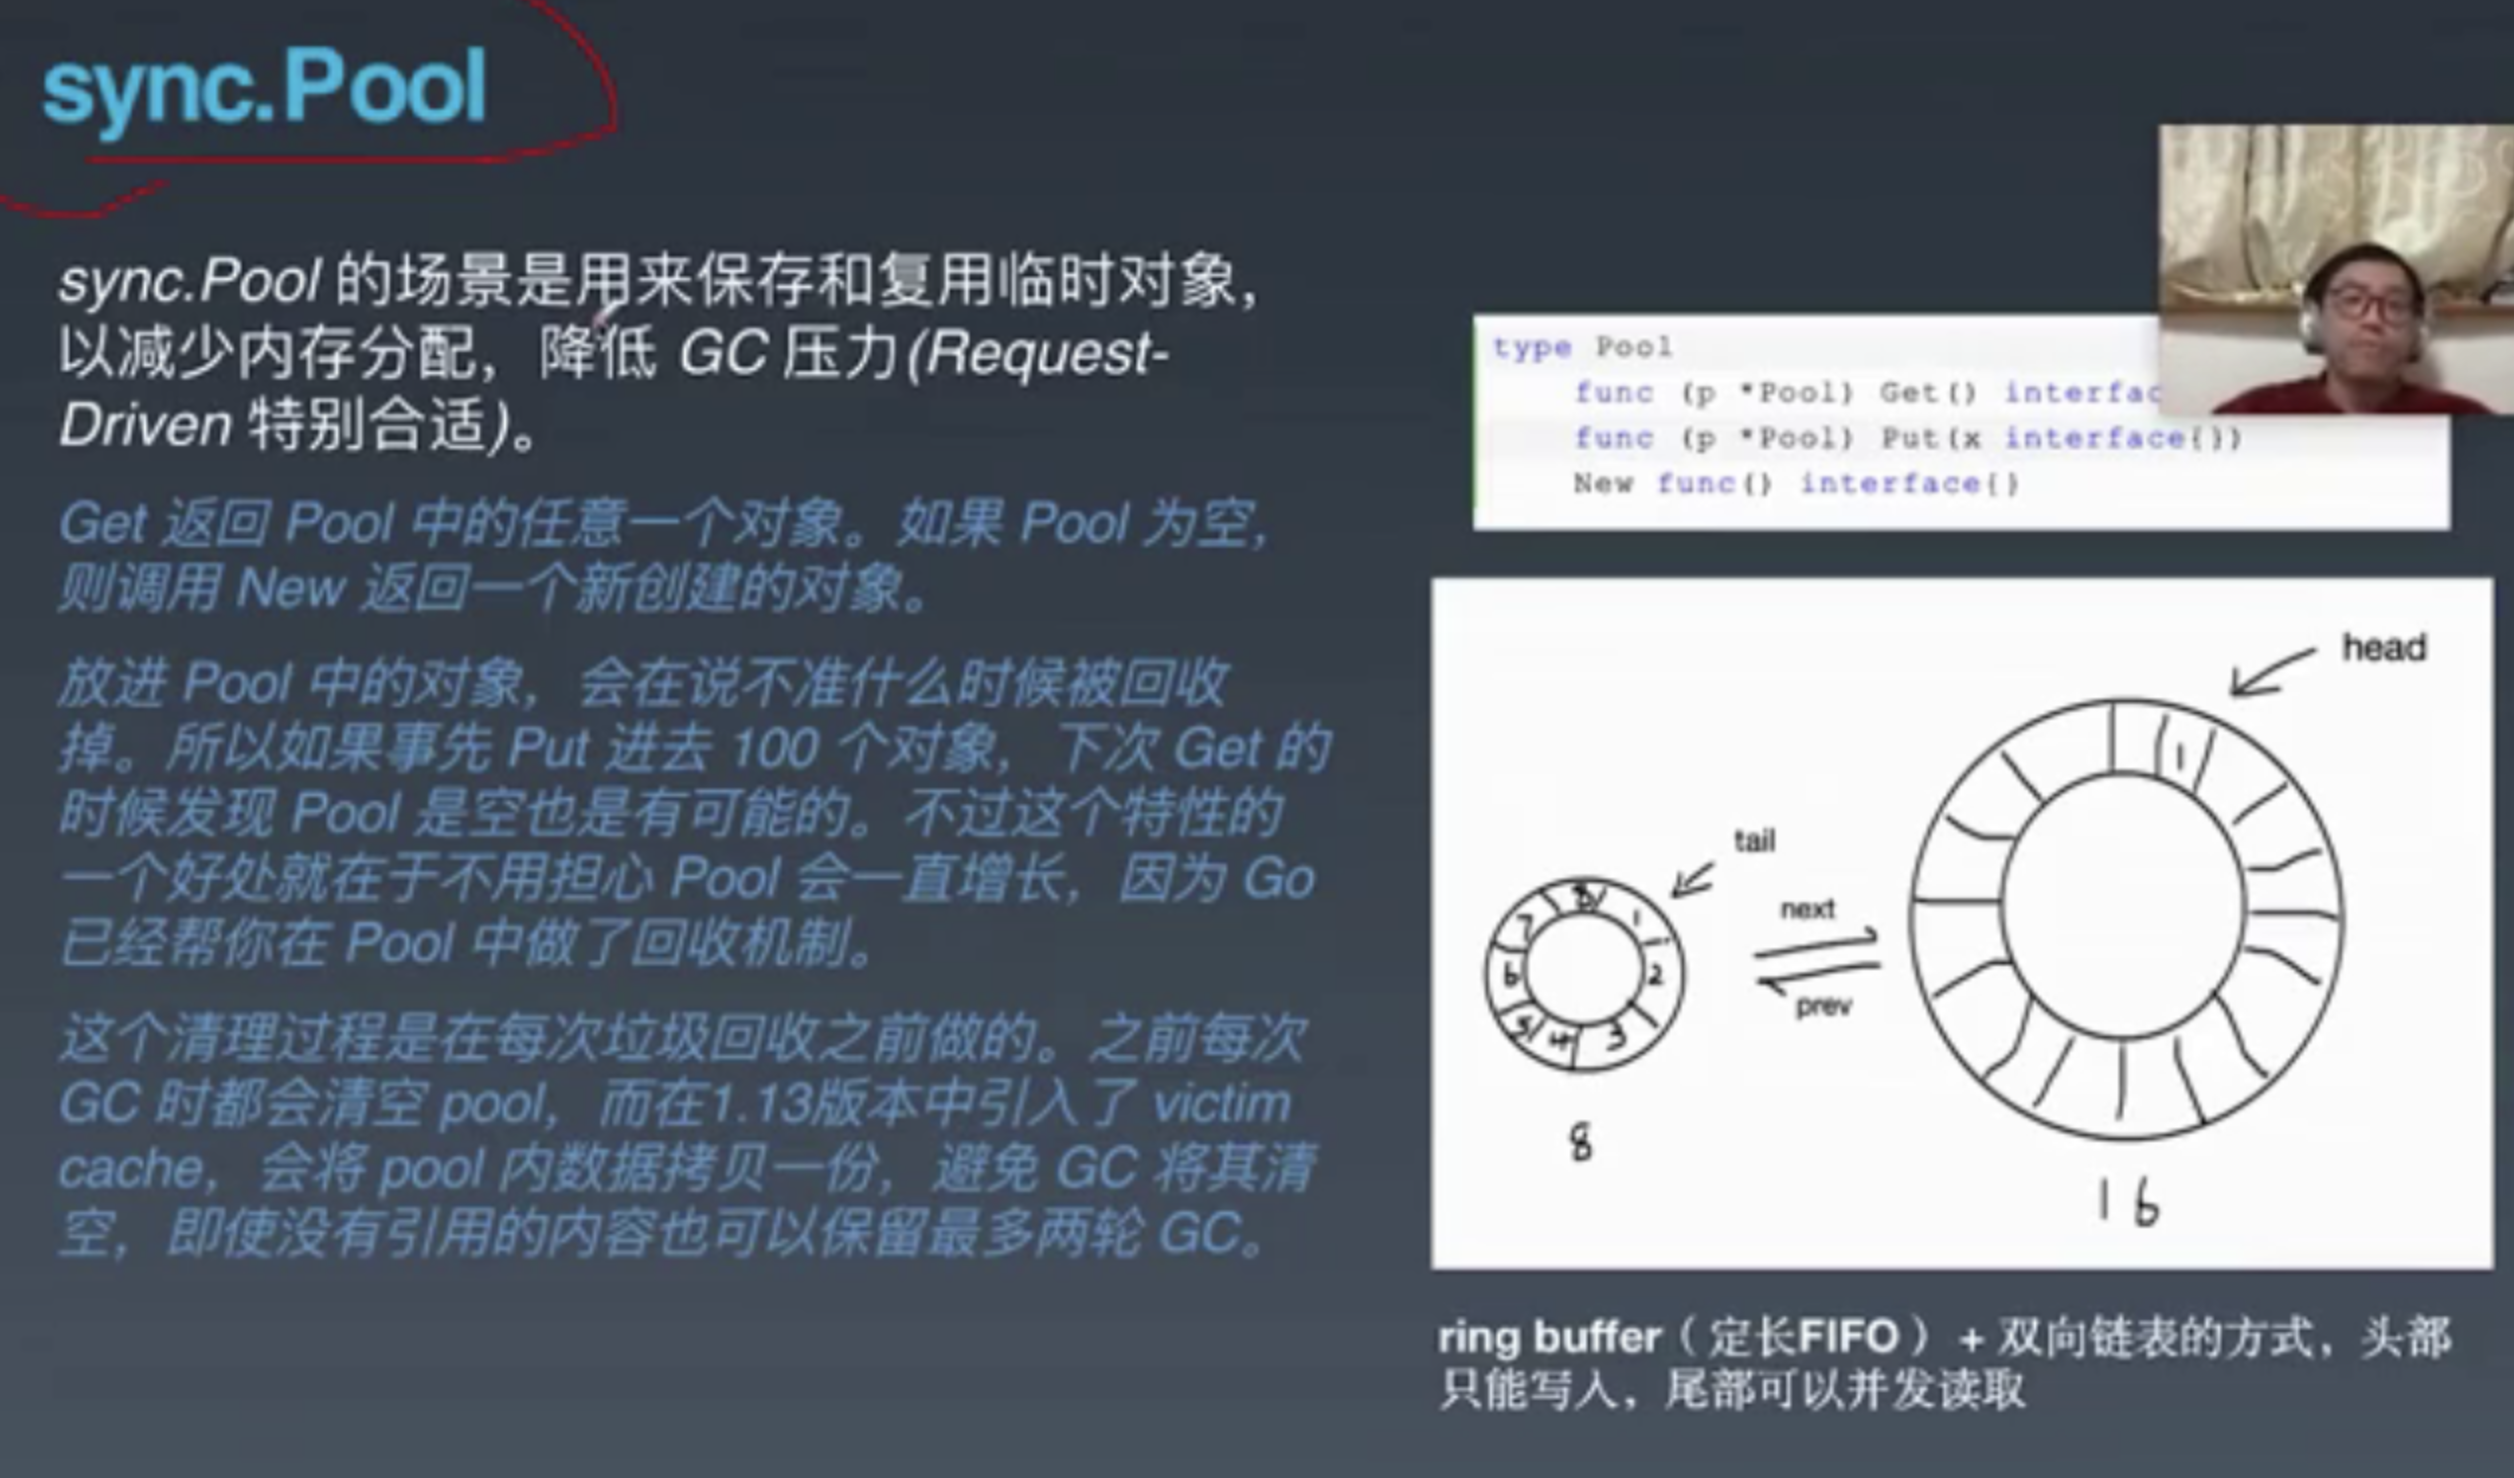 sync.Pool
sync.Pool 的场景是用来保存和复用临时对象，
以减少内存分配，降低 GC 压力(Request-
Driven 特别合适)。
Get 返回 Pool 中的任意一个对象。如果 Pool 为空，
则调用 New 返回一个新创建的对象。
放进 Pool 中的对象，会在说不准什么时候被回收
掉。所以如果事先 Put 进去 100 个对象，下次 Get 的
时候发现 Pool 是空也是有可能的。不过这个特性的
一个好处就在于不用担心 Pool 会一直增长，因为 Go
已经帮你在 Pool 中做了回收机制。
这个清理过程是在每次垃圾回收之前做的。之前每次
GC 时都会清空 pool，而在1.13版本中引入了 victim
cache，会将 pool 内数据拷贝一份，避免 GC 将其清
空，即使没有引用的内容也可以保留最多两轮 GC。
type Pool
func (p *Pool) Get() interfac
func (p *Pool) Put(x interface{})
New func() interface{}
head
1
tail
8 1
7
6 2
5 4 3
next
prev
8
16
ring buffer（定长FIFO）+ 双向链表的方式，头部
只能写入，尾部可以并发读取